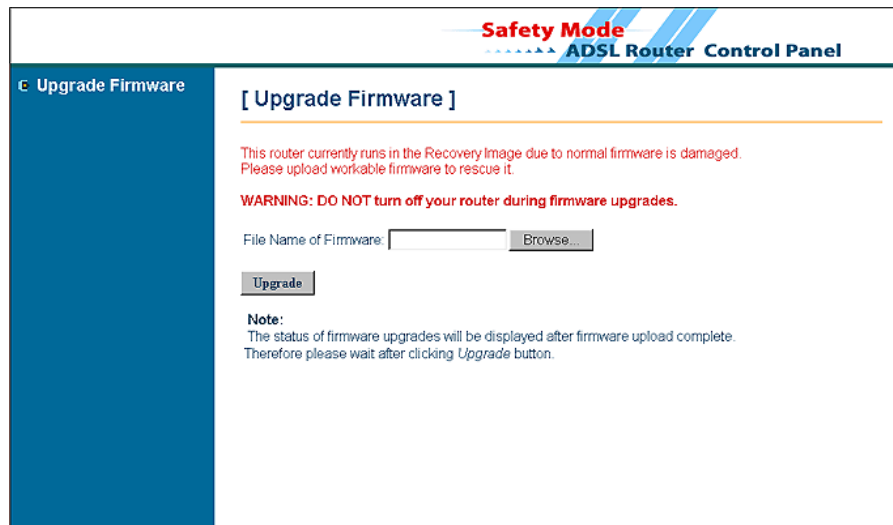 Safety Mode
ADSL Router Control Panel
Upgrade Firmware
[ Upgrade Firmware ]
This router currently runs in the Recovery Image due to normal firmware is damaged.
Please upload workable firmware to rescue it.
WARNING: DO NOT turn off your router during firmware upgrades.
File Name of Firmware: Browse...
Upgrade
Note:
The status of firmware upgrades will be displayed after firmware upload complete.
Therefore please wait after clicking Upgrade button.